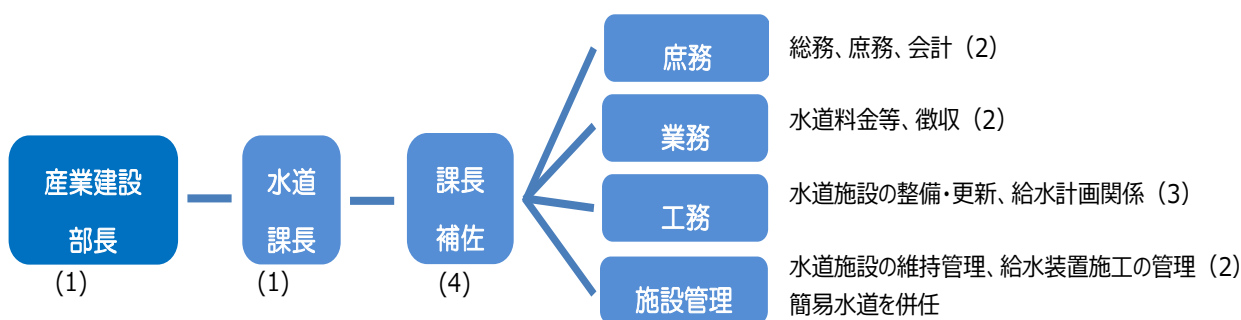 産業建設
部長
(1)
水道
課長
(1)
課長
補佐
(4)
庶務
総務、庶務、会計（2）
業務
水道料金等、徴収（2）
工務
水道施設の整備・更新、給水計画関係（3）
施設管理
水道施設の維持管理、給水装置施工の管理（2）
簡易水道を併任